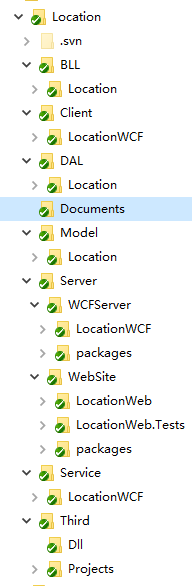 Location
.svn
BLL
Location
Client
LocationWCF
DAL
Location
Documents
Model
Location
Server
WCFServer
LocationWCF
packages
WebSite
LocationWeb
LocationWeb.Tests
packages
Service
LocationWCF
Third
Dll
Projects